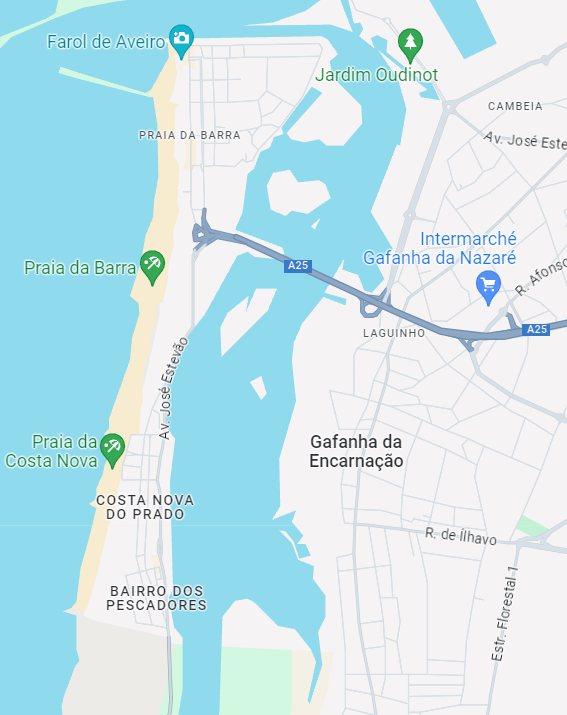 Farol de Aveiro
Jardim Oudinot
CAMBEIA
PRAIA DA BARRA
Av. José Este
Intermarché
Gafanha da Nazaré
Praia da Barra
A25
R. Afonso
A25
LAGUINHO
Av. José Estevão
Praia da
Costa Nova
Gafanha da
Encarnação
COSTA NOVA
DO PRADO
R. de Ílhavo
BAIRRO DOS
PESCADORES
Estr. Florestal 1